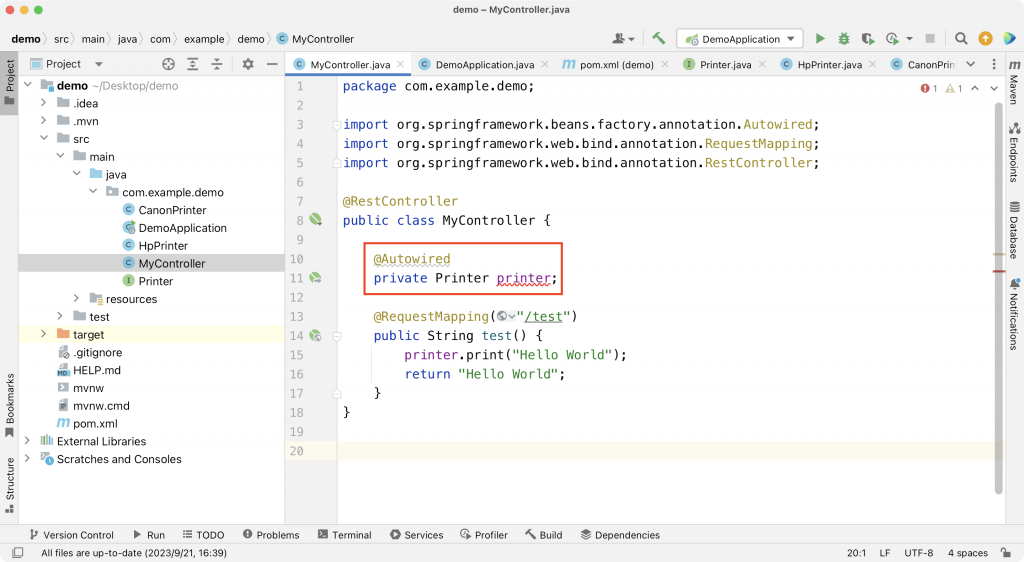 demo – MyController.java
demo src main java com example demo MyController
DemoApplication
Project
MyController.java DemoApplication.java pom.xml (demo) Printer.java HpPrinter.java CanonPrin
Project
Bookmarks
Structure
demo ~/Desktop/demo
.idea
.mvn
src
main
java
com.example.demo
CanonPrinter
DemoApplication
HpPrinter
MyController
Printer
resources
test
target
.gitignore
HELP.md
mvnw
mvnw.cmd
pom.xml
External Libraries
Scratches and Consoles
1 1
1 package com.example.demo;
2
3 import org.springframework.beans.factory.annotation.Autowired;
4 import org.springframework.web.bind.annotation.RequestMapping;
5 import org.springframework.web.bind.annotation.RestController;
6
7 @RestController
8 public class MyController {
9
10 @Autowired
11 private Printer printer;
12
13 @RequestMapping("/test")
14 public String test() {
15 printer.print("Hello World");
16 return "Hello World";
17 }
18 }
19
20
Maven
Endpoints
Database
Notifications
Version Control Run TODO Problems Terminal Services Profiler Build Dependencies
All files are up-to-date (2023/9/21, 16:39) 20:1 LF UTF-8 4 spaces